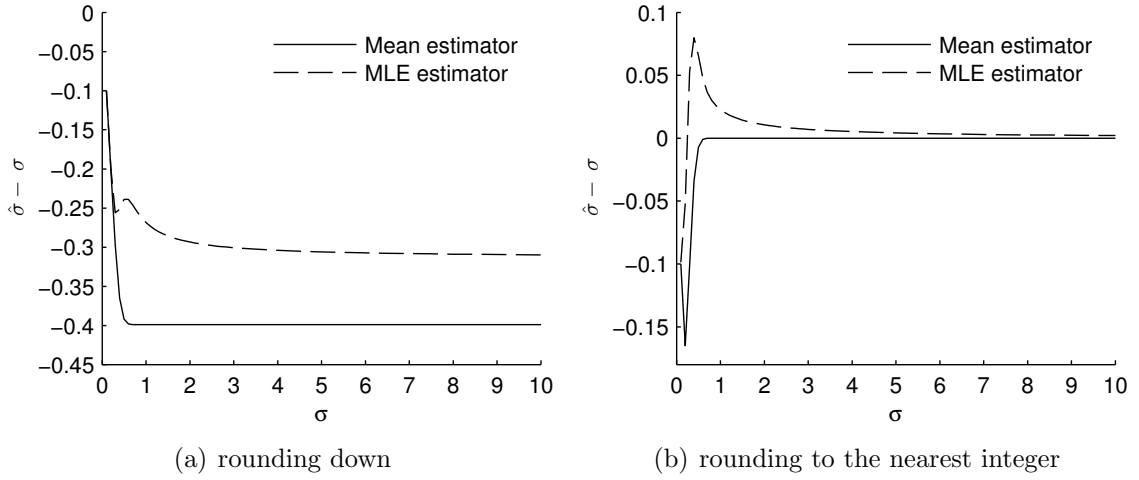 0
−0.05
−0.1
−0.15
−0.2
−0.25
−0.3
−0.35
−0.4
−0.45
σ̂ − σ
Mean estimator
MLE estimator
0 1 2 3 4 5 6 7 8 9 10
σ
(a) rounding down
0.1
0.05
0
−0.05
−0.1
−0.15
σ̂ − σ
Mean estimator
MLE estimator
0 1 2 3 4 5 6 7 8 9 10
σ
(b) rounding to the nearest integer